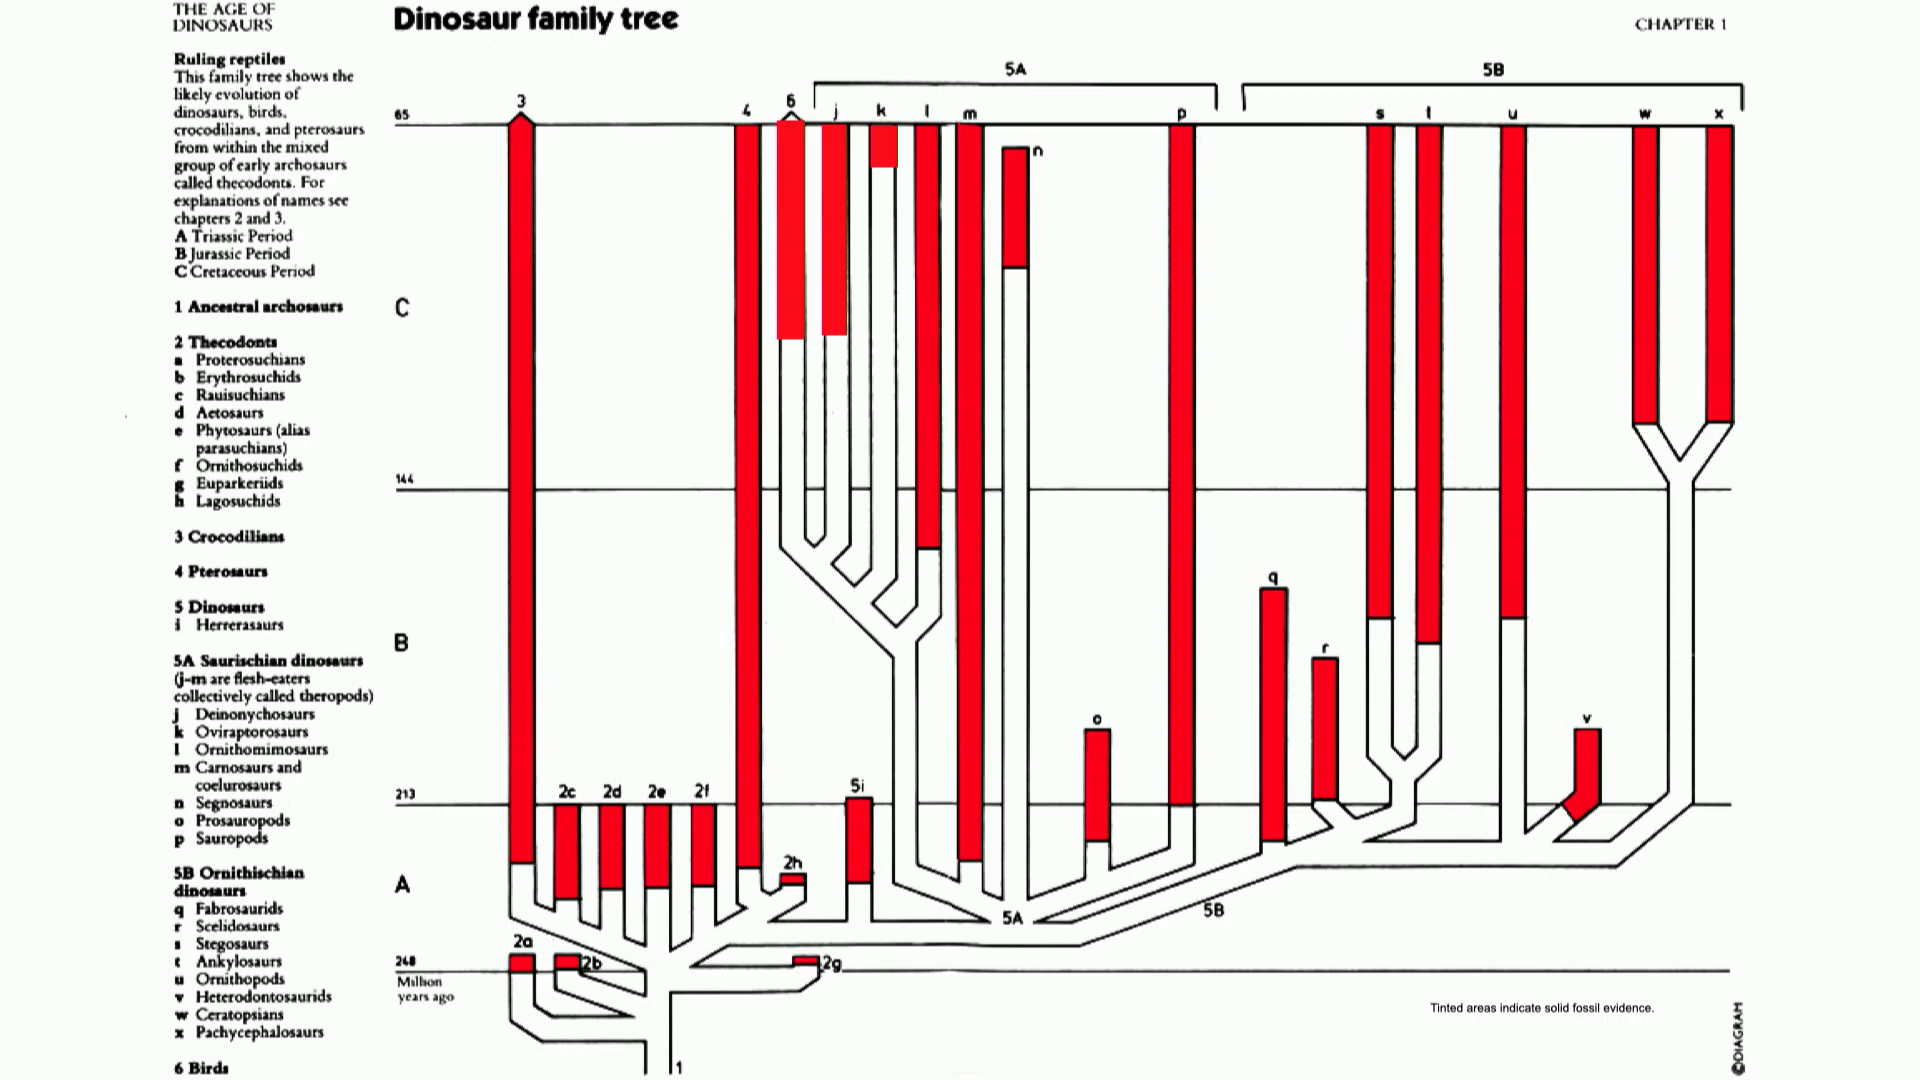 THE AGE OF
DINOSAURS
Dinosaur family tree
CHAPTER 1
Ruling reptiles
This family tree shows the
likely evolution of
dinosaurs, birds,
crocodilians, and pterosaurs
from within the mixed
group of early archosaurs
called thecodonts. For
explanations of names see
chapters 2 and 3.
A Triassic Period
B Jurassic Period
C Cretaceous Period
1 Ancestral archosaurs
2 Thecodonts
a Proterosuchians
b Erythrosuchids
c Rauisuchians
d Aetosaurs
e Phytosaurs (alias
parasuchians)
f Ornithosuchids
g Euparkeriids
h Lagosuchids
3 Crocodilians
4 Pterosaurs
5 Dinosaurs
i Herrerasaurs
5A Saurischian dinosaurs
(j-m are flesh-eaters
collectively called theropods)
j Deinonychosaurs
k Oviraptorosaurs
l Ornithomimosaurs
m Carnosaurs and
coelurosaurs
n Segnosaurs
o Prosauropods
p Sauropods
5B Ornithischian
dinosaurs
q Fabrosaurids
r Scelidosaurs
s Stegosaurs
t Ankylosaurs
u Ornithopods
v Heterodontosaurids
w Ceratopsians
x Pachycephalosaurs
6 Birds
5A 5B
3 4 6 j k l m p s t u w x
65
n
C
144
q
B
r
o v
2c 2d 2e 2f 5i
213
2h
A
5A 5B
2a
248 2b 2g
Million
years ago
Tinted areas indicate solid fossil evidence.
1
©DIAGRAM